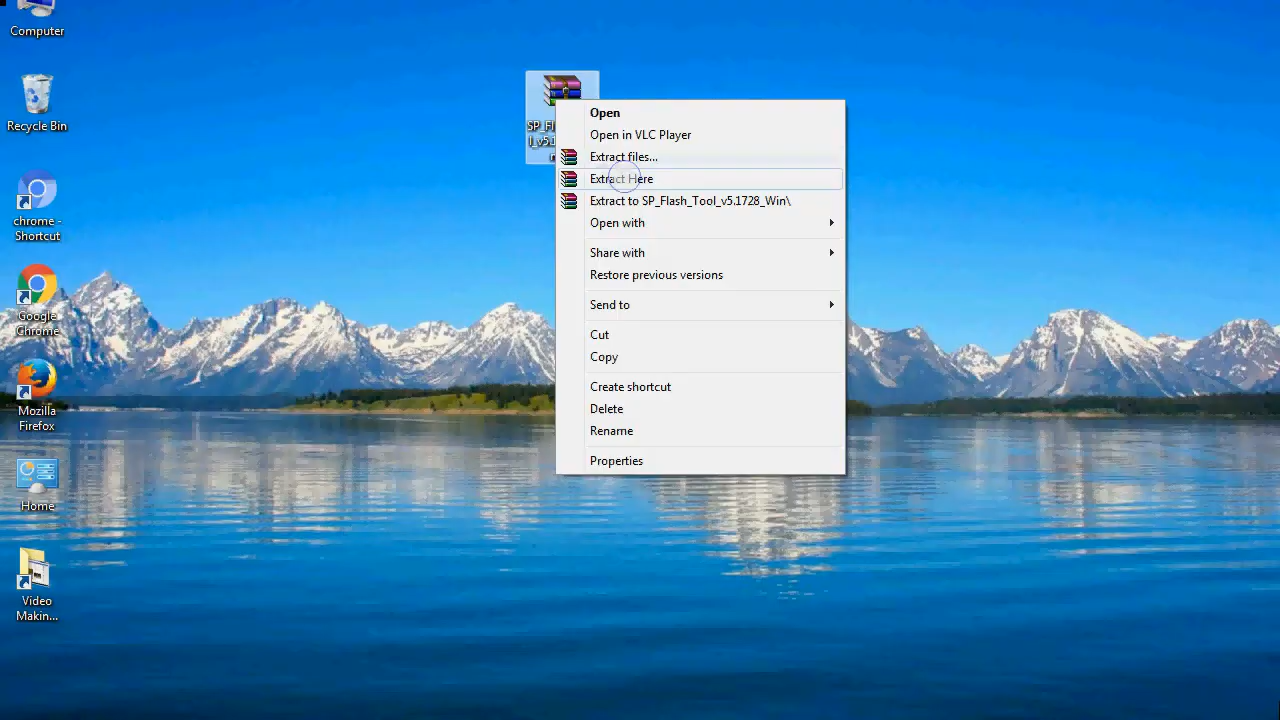 Computer
Recycle Bin
chrome -
Shortcut
Google
Chrome
Mozilla
Firefox
Home
Video
Makin...
SP_Fl
l_v5.1
Open
Open in VLC Player
Extract files...
Extract Here
Extract to SP_Flash_Tool_v5.1728_Win\
Open with
Share with
Restore previous versions
Send to
Cut
Copy
Create shortcut
Delete
Rename
Properties